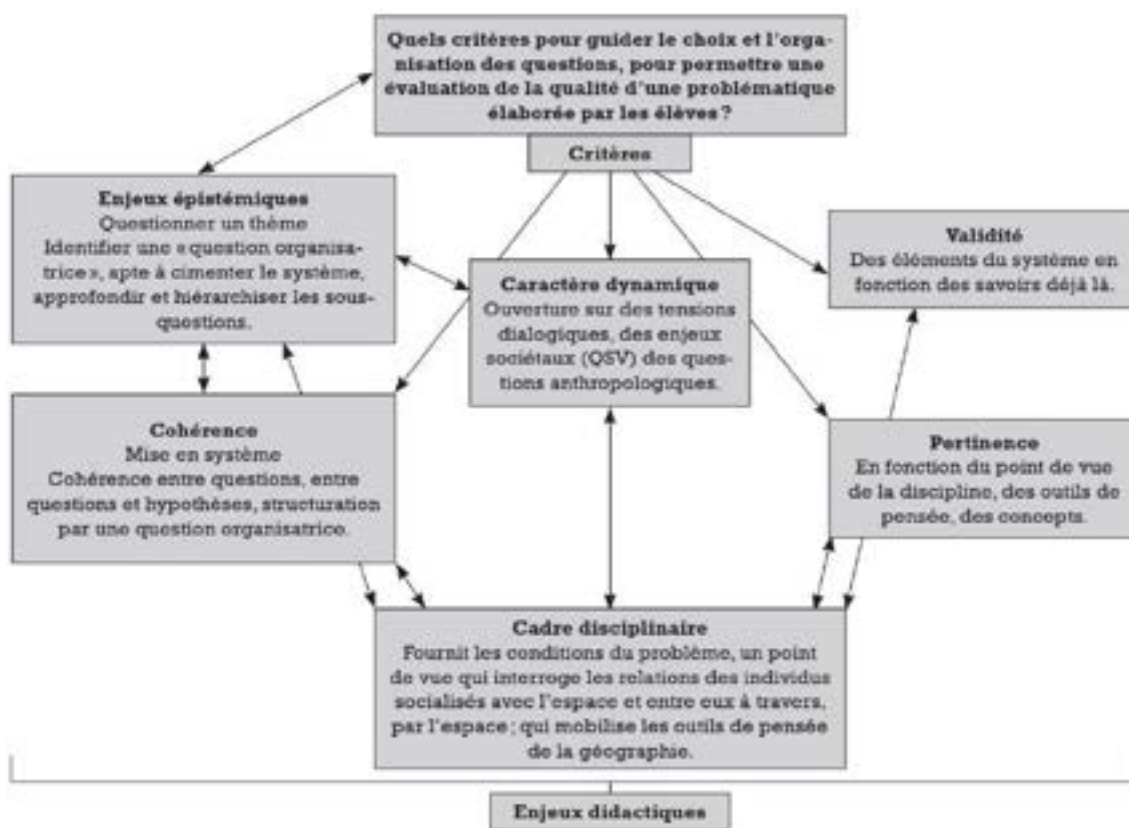 Quels critères pour guider le choix et l'orga-
nisation des questions, pour permettre une
évaluation de la qualité d'une problématique
élaborée par les élèves ?
Critères
Enjeux épistémiques
Questionner un thème
Identifier une « question organisa-
trice », apte à cimenter le système,
approfondir et hiérarchiser les sous-
questions.
Caractère dynamique
Ouverture sur des tensions
dialogiques, des enjeux
sociétaux (QSV) des ques-
tions anthropologiques.
Validité
Des éléments du système en
fonction des savoirs déjà là.
Cohérence
Mise en système
Cohérence entre questions, entre
questions et hypothèses, structuration
par une question organisatrice.
Pertinence
En fonction du point de vue
de la discipline, des outils de
pensée, des concepts.
Cadre disciplinaire
Fournit les conditions du problème, un point
de vue qui interroge les relations des individus
socialisés avec l'espace et entre eux à travers,
par l'espace ; qui mobilise les outils de pensée
de la géographie.
Enjeux didactiques